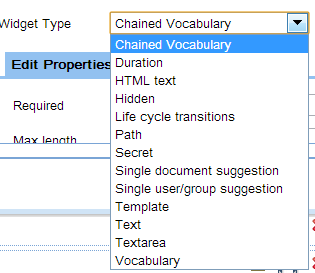 Widget Type
Chained Vocabulary
Chained Vocabulary
Edit Properties
Duration
HTML text
Required
Hidden
Life cycle transitions
Max length
Path
Secret
Single document suggestion
Single user/group suggestion
Template
Text
Textarea
Vocabulary